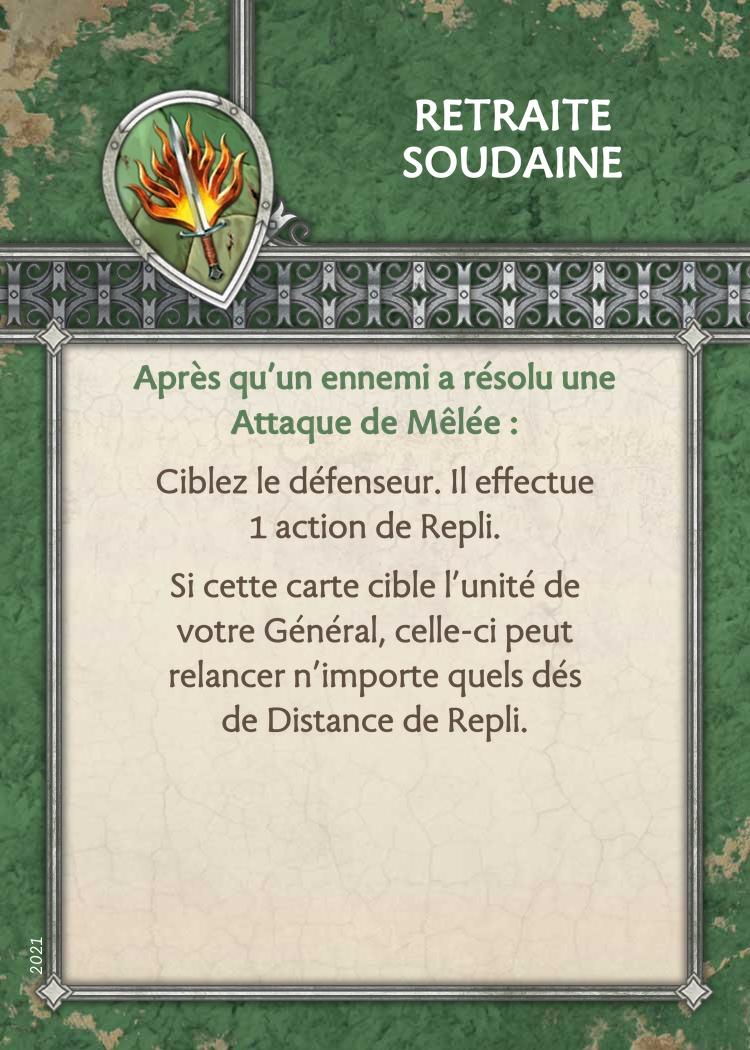 RETRAITE
SOUDAINE
Après qu'un ennemi a résolu une
Attaque de Mêlée :
Ciblez le défenseur. Il effectue
1 action de Repli.
Si cette carte cible l'unité de
votre Général, celle-ci peut
relancer n'importe quels dés
de Distance de Repli.
2021